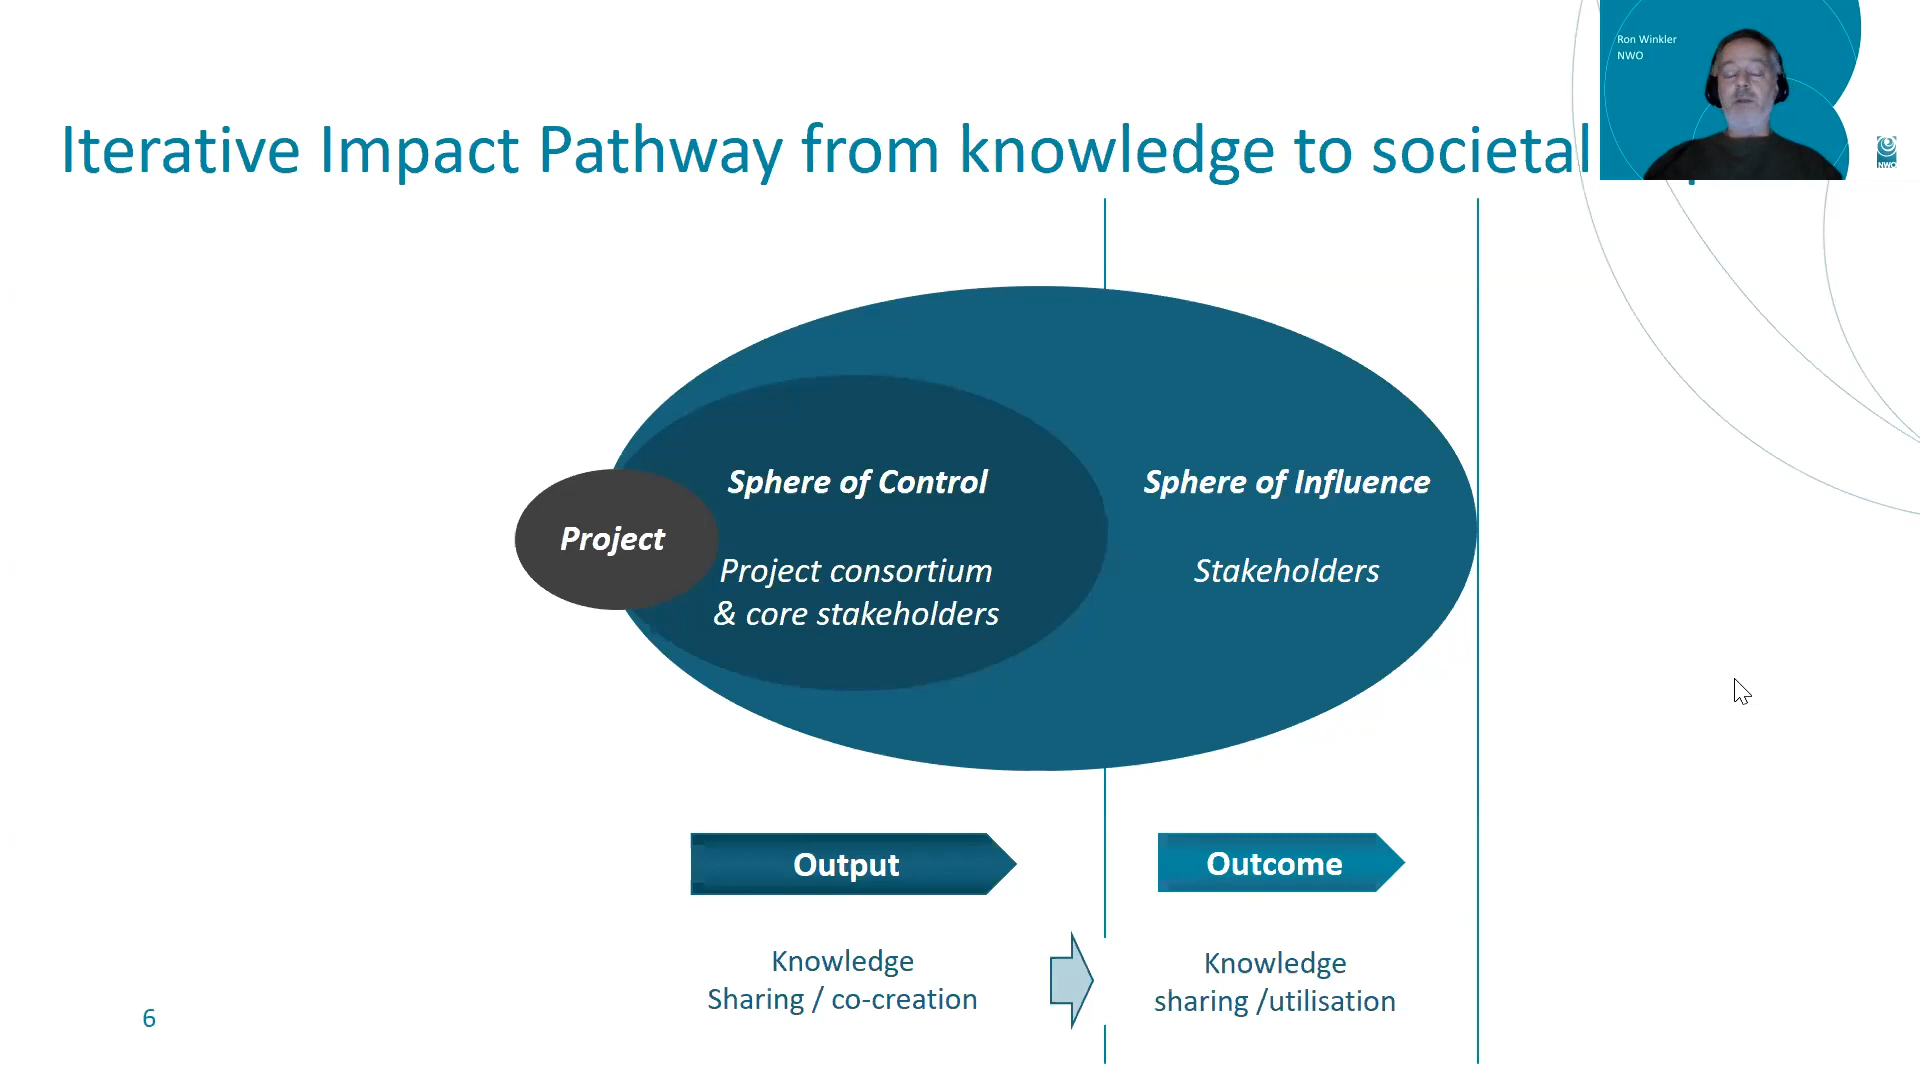 Ron Winkler
NWO
Iterative Impact Pathway from knowledge to societal
NWO
Sphere of Control
Sphere of Influence
Project
Project consortium
& core stakeholders
Stakeholders
Output
Outcome
Knowledge
Sharing / co-creation
Knowledge
sharing /utilisation
6